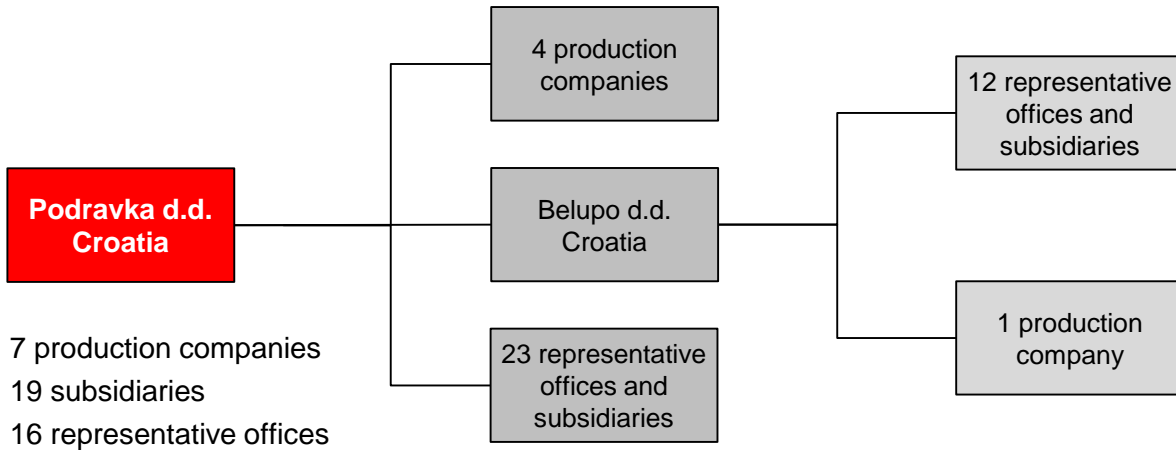 4 production
companies
12 representative
offices and
subsidiaries
Podravka d.d.
Croatia
Belupo d.d.
Croatia
1 production
company
23 representative
offices and
subsidiaries
7 production companies
19 subsidiaries
16 representative offices